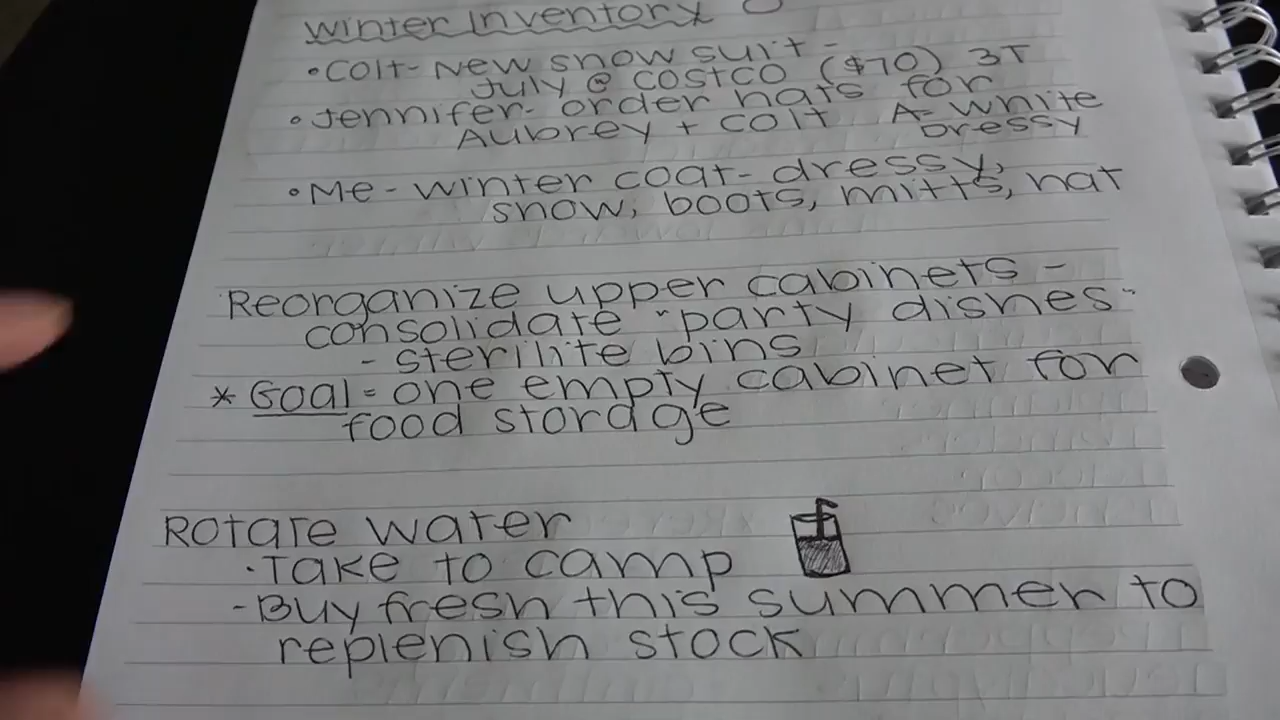 Winter Inventory
• Colt- New snow suit -
July @ Costco ($70) 3T
• Jennifer- order hats for
Aubrey + Colt A= white
Dressy
• Me - winter coat - dressy,
snow, boots, mitts, hat
Reorganize upper cabinets -
consolidate "party dishes"
- sterilite bins
* Goal = one empty cabinet for
food storage
Rotate water
· Take to camp
- Buy fresh this summer to
replenish stock